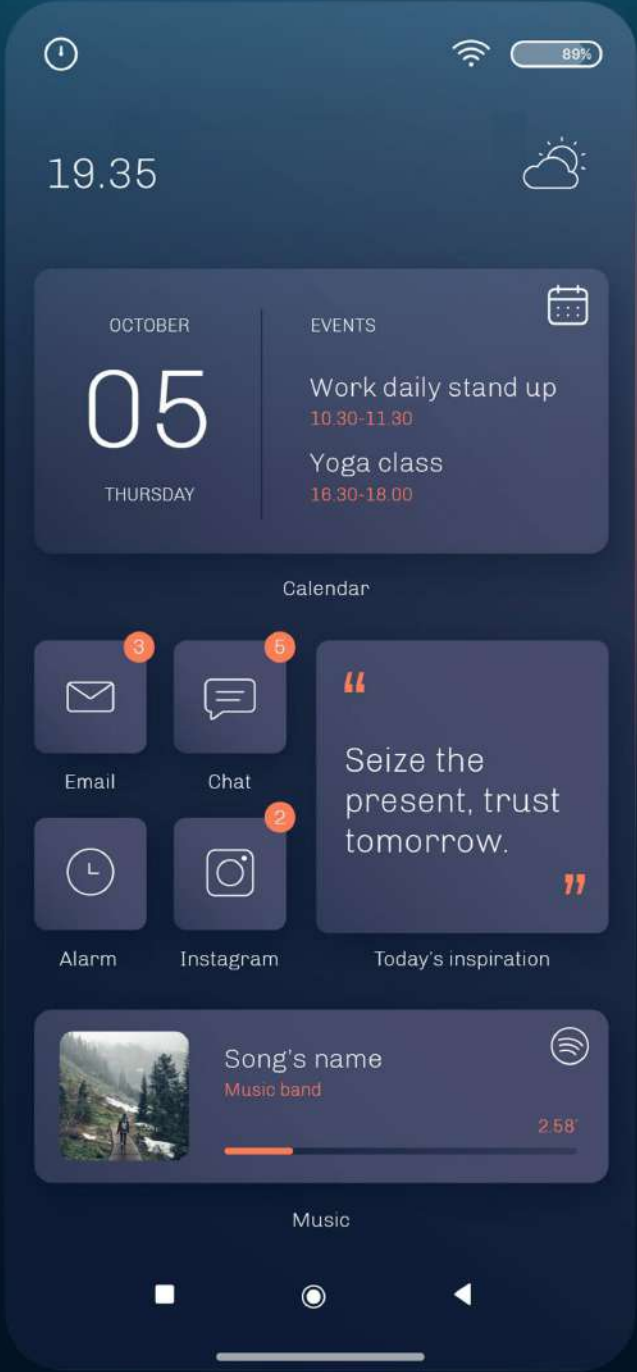 89%
19.35
OCTOBER
05
THURSDAY
EVENTS
Work daily stand up
10.30-11.30
Yoga class
16.30-18.00
Calendar
3
Email
5
Chat
Alarm
2
Instagram
“
Seize the
present, trust
tomorrow.
”
Today's inspiration
Song's name
Music band
2.58'
Music